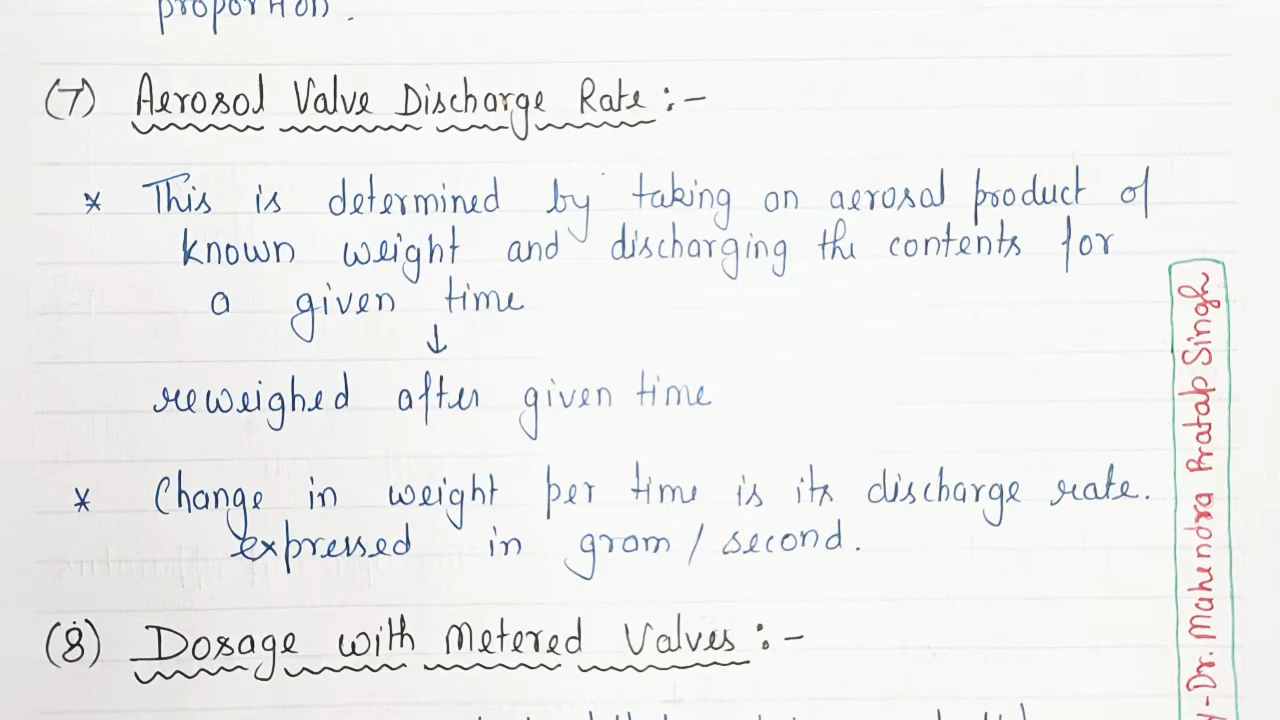 proportion.
(7) Aerosol Valve Discharge Rate :-
* This is determined by taking an aerosal product of
known weight and discharging the contents for
a given time
↓
reweighed after given time
* Change in weight per time is its discharge rate.
expressed in gram / second.
(8) Dosage with Metered Valves :-
y - Dr. Mahendra Pratap Singh